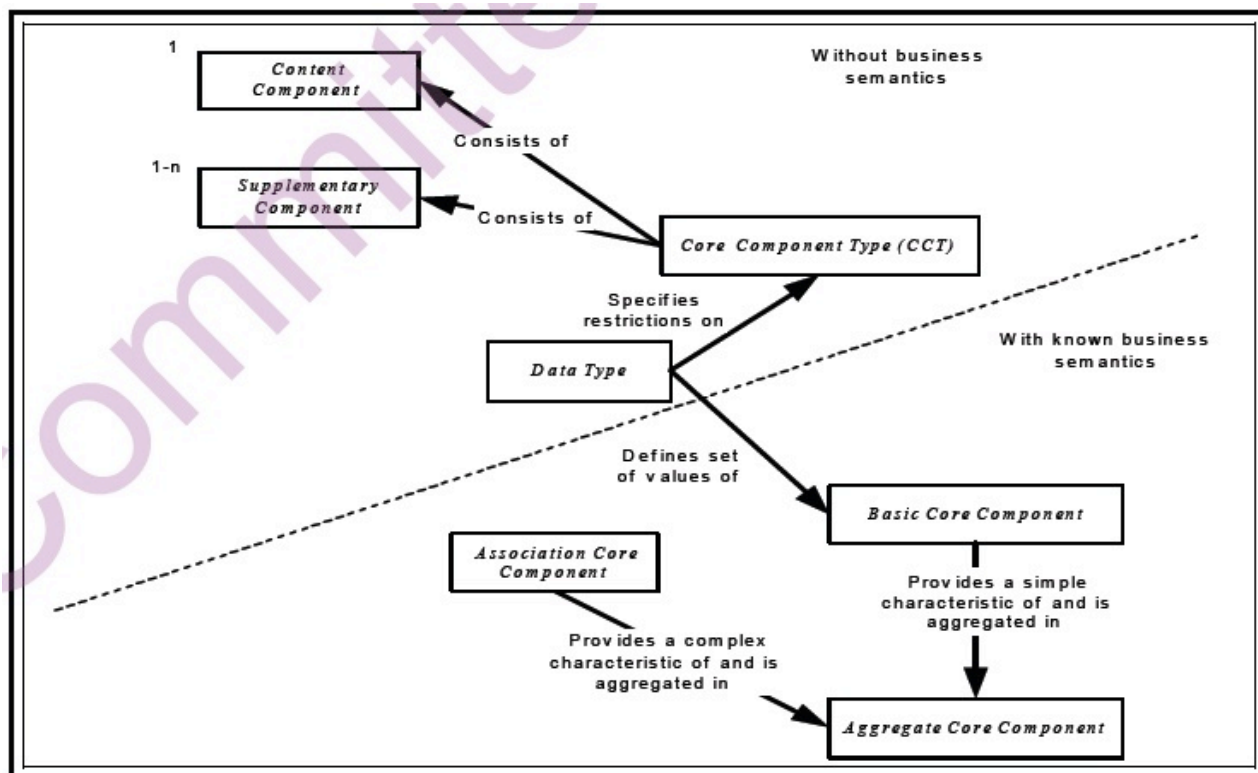 1
Content
Component
Without business
semantics
Consists of
1-n
Supplementary
Component
Consists of
Core Component Type (CCT)
Specifies
restrictions on
With known business
semantics
Data Type
Defines set
of values of
Basic Core Component
Association Core
Component
Provides a simple
characteristic of and is
aggregated in
Provides a complex
characteristic of and is
aggregated in
Aggregate Core Component